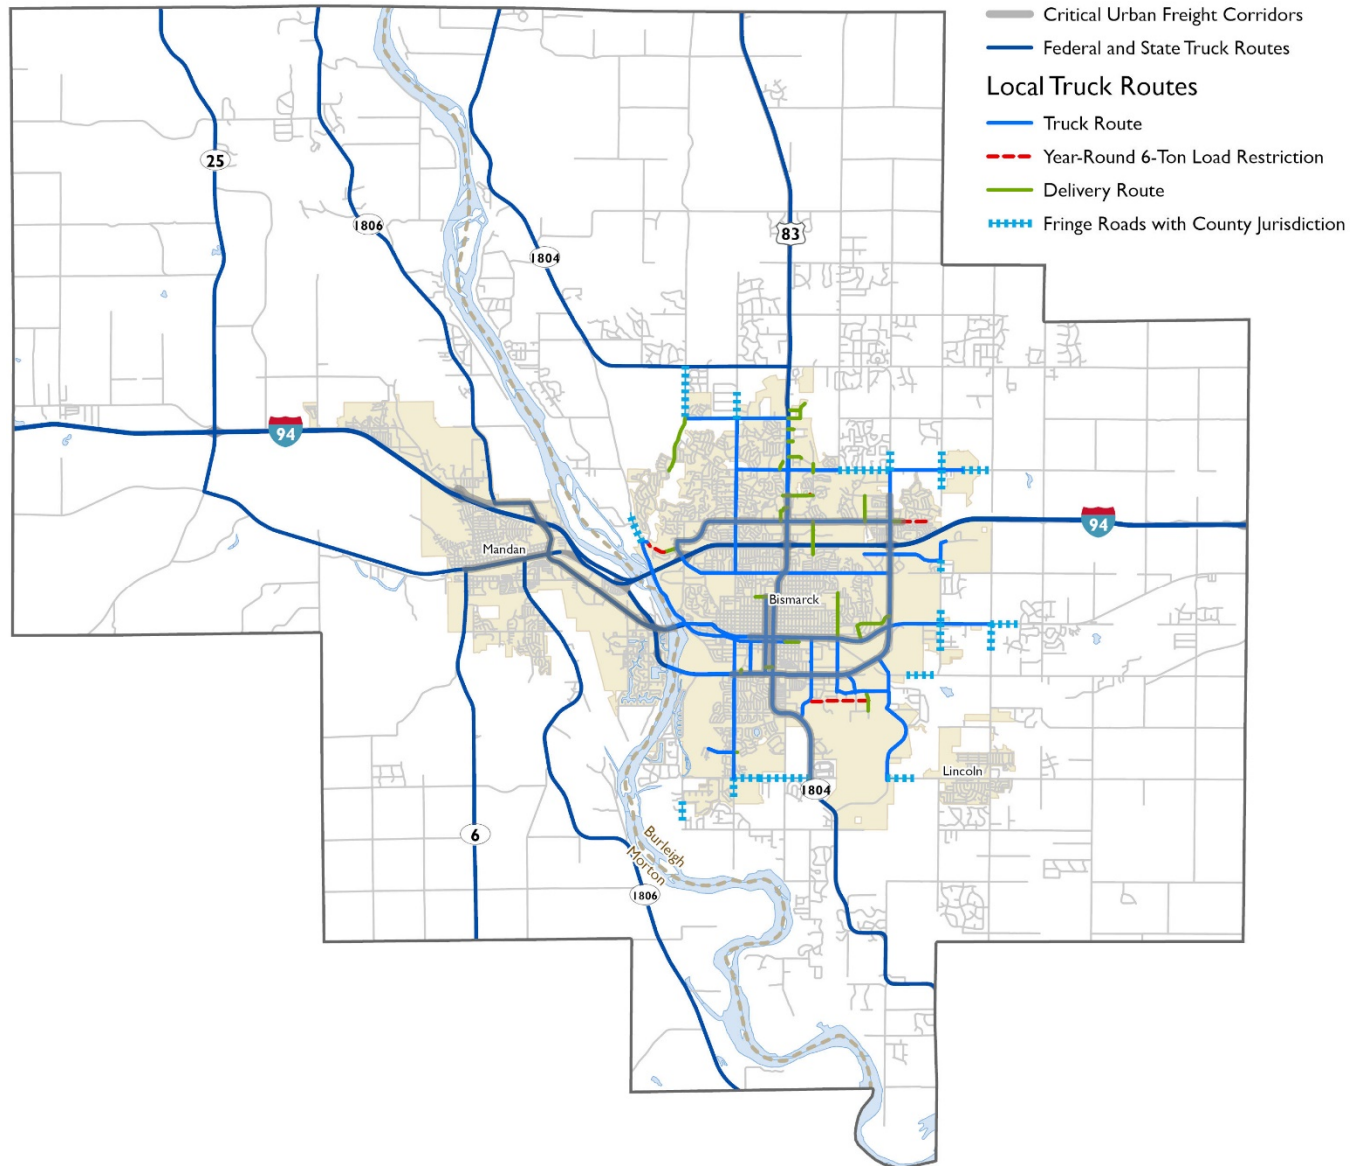 Critical Urban Freight Corridors
Federal and State Truck Routes
Local Truck Routes
Truck Route
Year-Round 6-Ton Load Restriction
Delivery Route
Fringe Roads with County Jurisdiction
25
1806
1804
83
94
94
Mandan
Bismarck
Lincoln
1804
6
Burleigh
Morton
1806